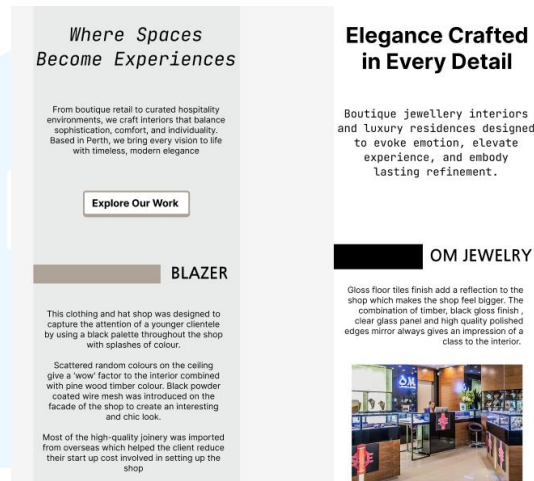 Where Spaces
Become Experiences
From boutique retail to curated hospitality
environments, we craft interiors that balance
sophistication, comfort, and individuality.
Based in Perth, we bring every vision to life
with timeless, modern elegance
Explore Our Work
BLAZER
This clothing and hat shop was designed to
capture the attention of a younger clientele
by using a black palette throughout the shop
with splashes of colour.
Scattered random colours on the ceiling
give a 'wow' factor to the interior combined
with pine wood timber colour. Black powder
coated wire mesh was introduced on the
facade of the shop to create an interesting
and chic look.
Most of the high-quality joinery was imported
from overseas which helped the client reduce
their start up cost involved in setting up the
shop
Elegance Crafted
in Every Detail
Boutique jewellery interiors
and luxury residences designed
to evoke emotion, elevate
experience, and embody
lasting refinement.
OM JEWELRY
Gloss floor tiles finish add a reflection to the
shop which makes the shop feel bigger. The
combination of timber, black gloss finish ,
clear glass panel and high quality polished
edges mirror always gives an impression of a
class to the interior.